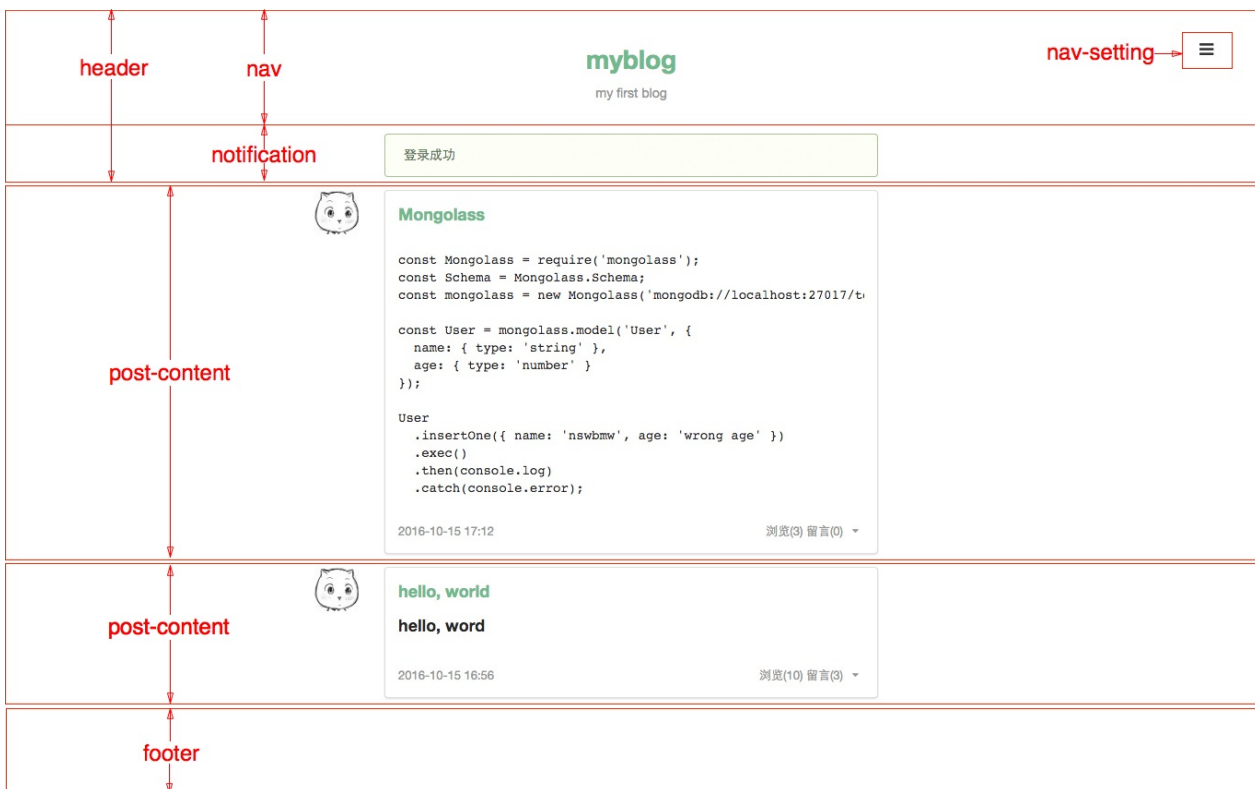 header
nav
myblog
my first blog
nav-setting
notification
登录成功
post-content
Mongolass
const Mongolass = require('mongolass');
const Schema = Mongolass.Schema;
const mongolass = new Mongolass('mongodb://localhost:27017/t
const User = mongolass.model('User', {
  name: { type: 'string' },
  age: { type: 'number' }
});
User
  .insertOne({ name: 'nswbmw', age: 'wrong age' })
  .exec()
  .then(console.log)
  .catch(console.error);
2016-10-15 17:12 浏览(3) 留言(0)
post-content
hello, world
hello, word
2016-10-15 16:56 浏览(10) 留言(3)
footer